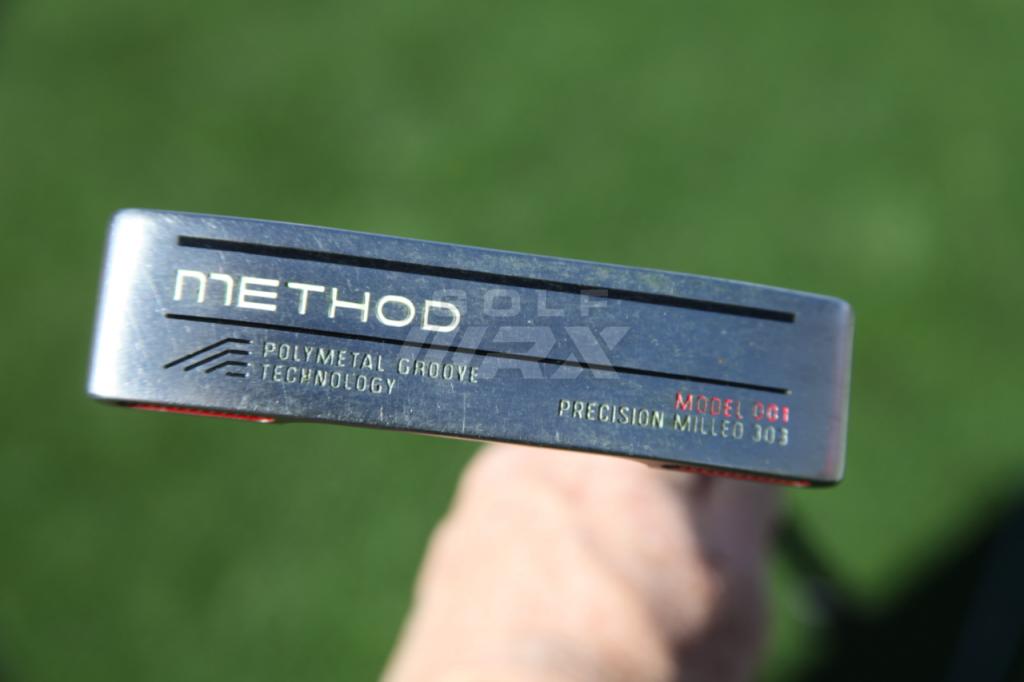 METHOD
POLYMETAL GROOVE
TECHNOLOGY
MODEL 001
PRECISION MILLED 303
GOLF
WRX